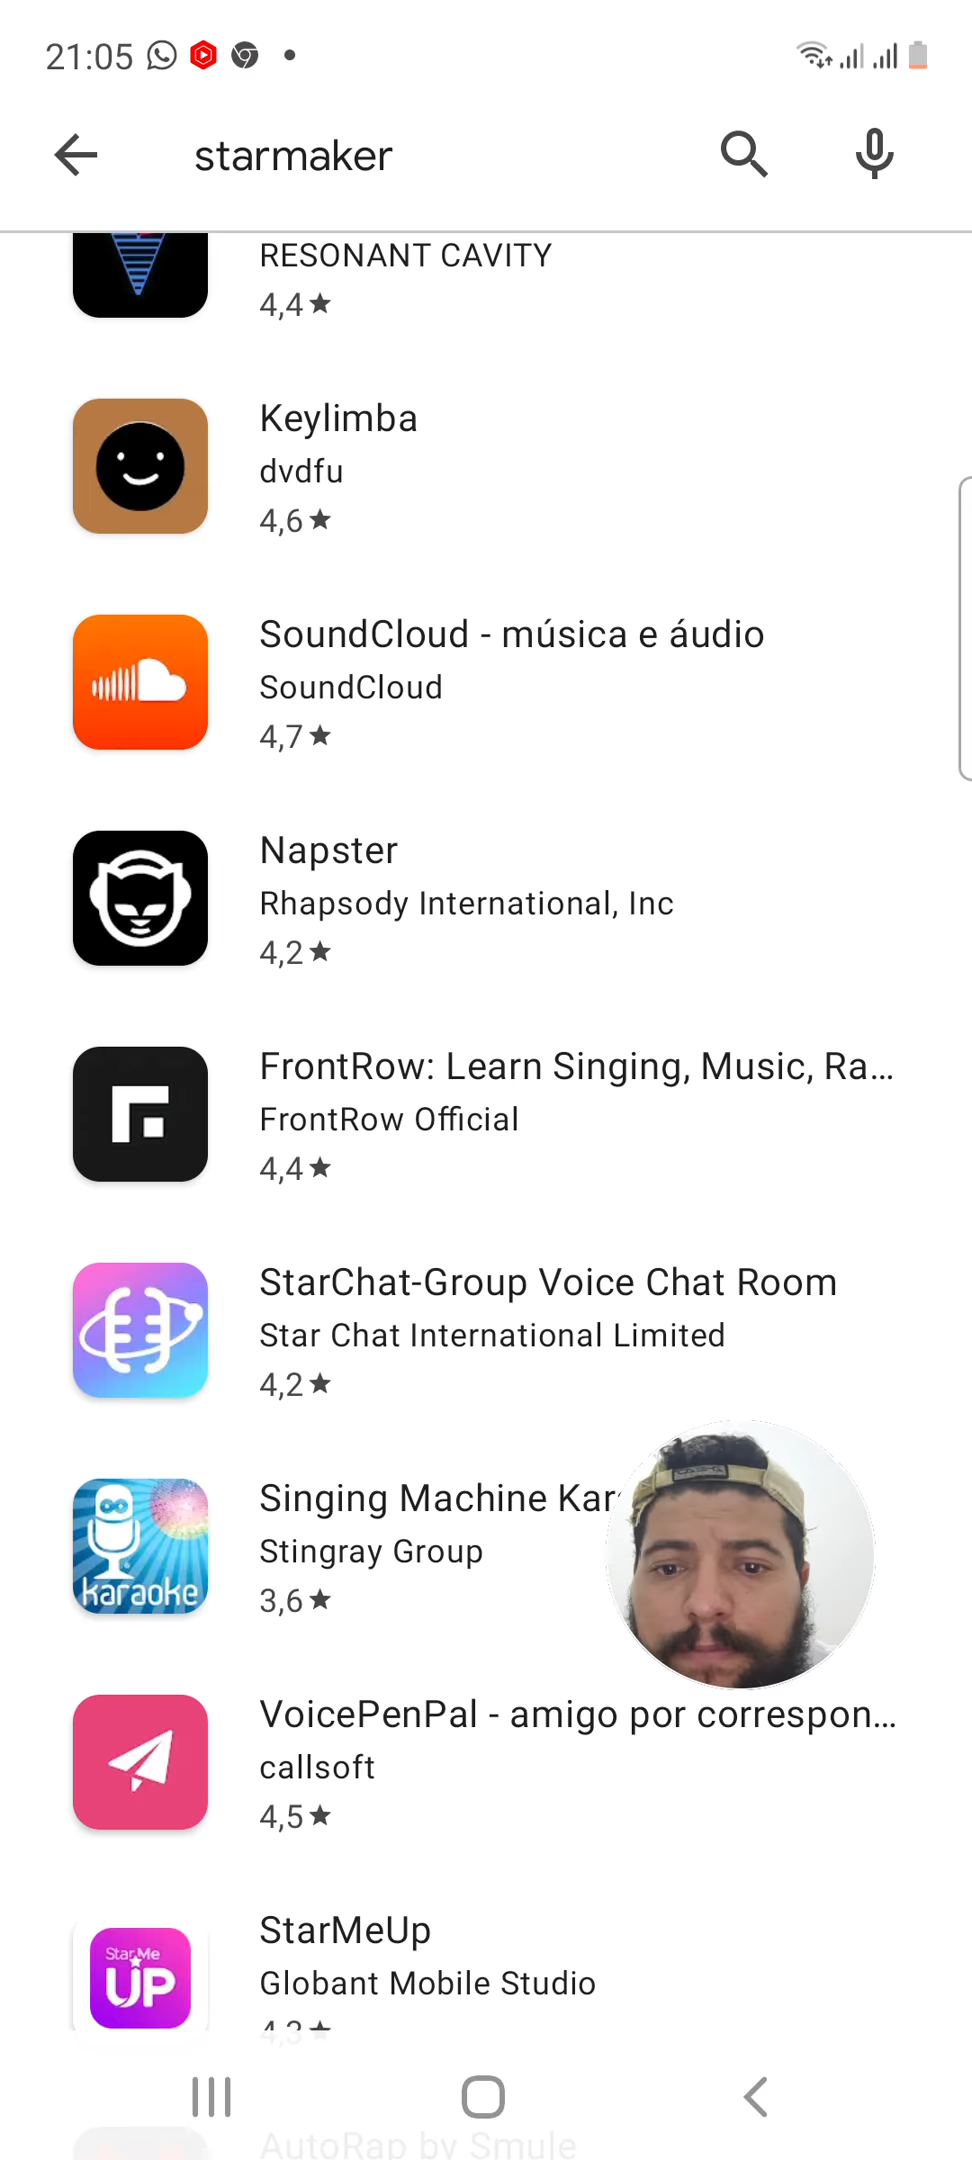 21:05
starmaker
RESONANT CAVITY
4,4★
Keylimba
dvdfu
4,6★
SoundCloud - música e áudio
SoundCloud
4,7★
Napster
Rhapsody International, Inc
4,2★
FrontRow: Learn Singing, Music, Ra...
FrontRow Official
4,4★
StarChat-Group Voice Chat Room
Star Chat International Limited
4,2★
Singing Machine Kar
Stingray Group
3,6★
karaoke
VoicePenPal - amigo por correspon...
callsoft
4,5★
StarMeUp
Globant Mobile Studio
4,3★
StarMe
UP
AutoRap by Smule